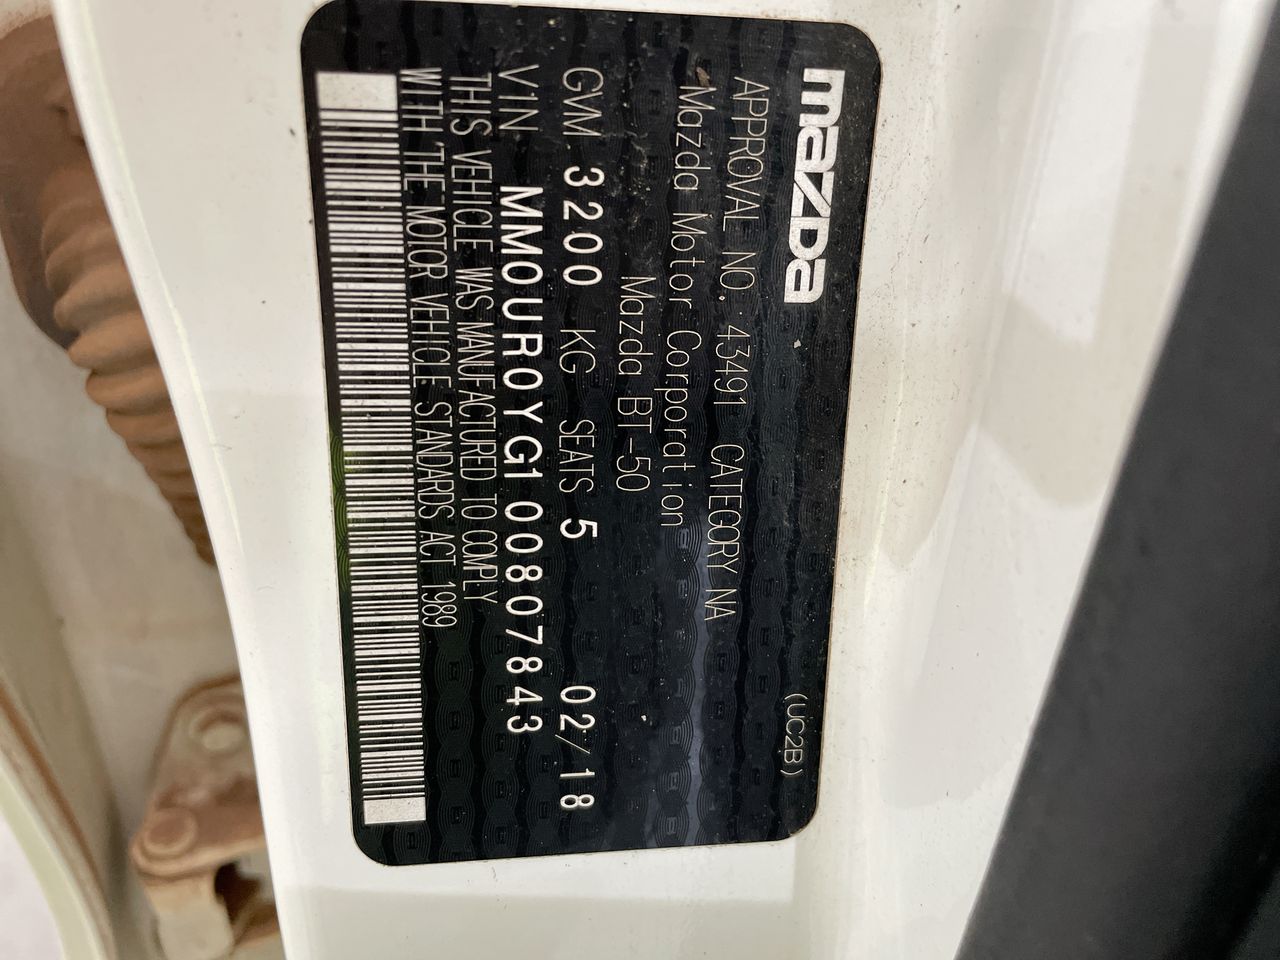 mazda
(UC2B)
APPROVAL NO. 43491 CATEGORY NA
Mazda Motor Corporation
Mazda BT-50
GVM 3200 KG SEATS 5 02/18
VIN MM0UR0YG100807843
THIS VEHICLE WAS MANUFACTURED TO COMPLY
WITH THE MOTOR VEHICLE STANDARDS ACT 1989